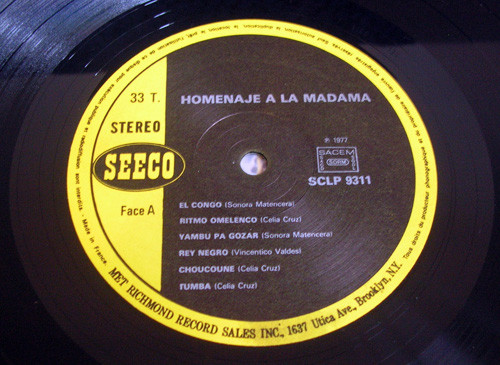 HOMENAJE A LA MADAMA
33 T.
STEREO
SEECO
Face A
℗ 1977
SACEM
SDRM
SCLP 9311
EL CONGO (Sonora Matencera)
RITMO OMELENCO (Celia Cruz)
YAMBU PA GOZAR (Sonora Matencera)
REY NEGRO (Vincentico Valdes)
CHOUCOUNE (Celia Cruz)
TUMBA (Celia Cruz)
Made in France.
MET RICHMOND RECORD SALES INC., 1637 Utica Ave., Brooklyn, N.Y.